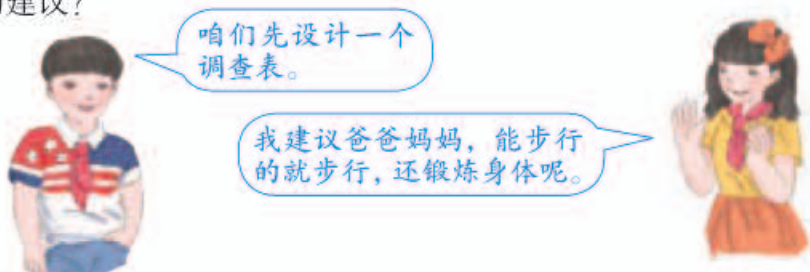 建议?
咱们先设计一个
调查表。
我建议爸爸妈妈，能步行
的就步行，还锻炼身体呢。